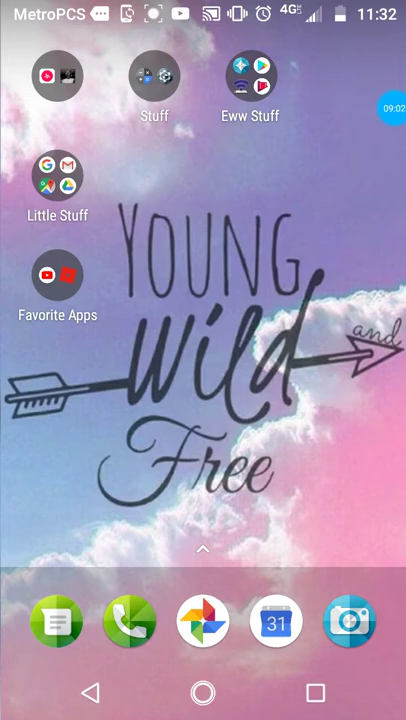 MetroPCS 4G 11:32
09:02
Stuff
Eww Stuff
Little Stuff
Favorite Apps
YOUNG
Wild
and
Free
31